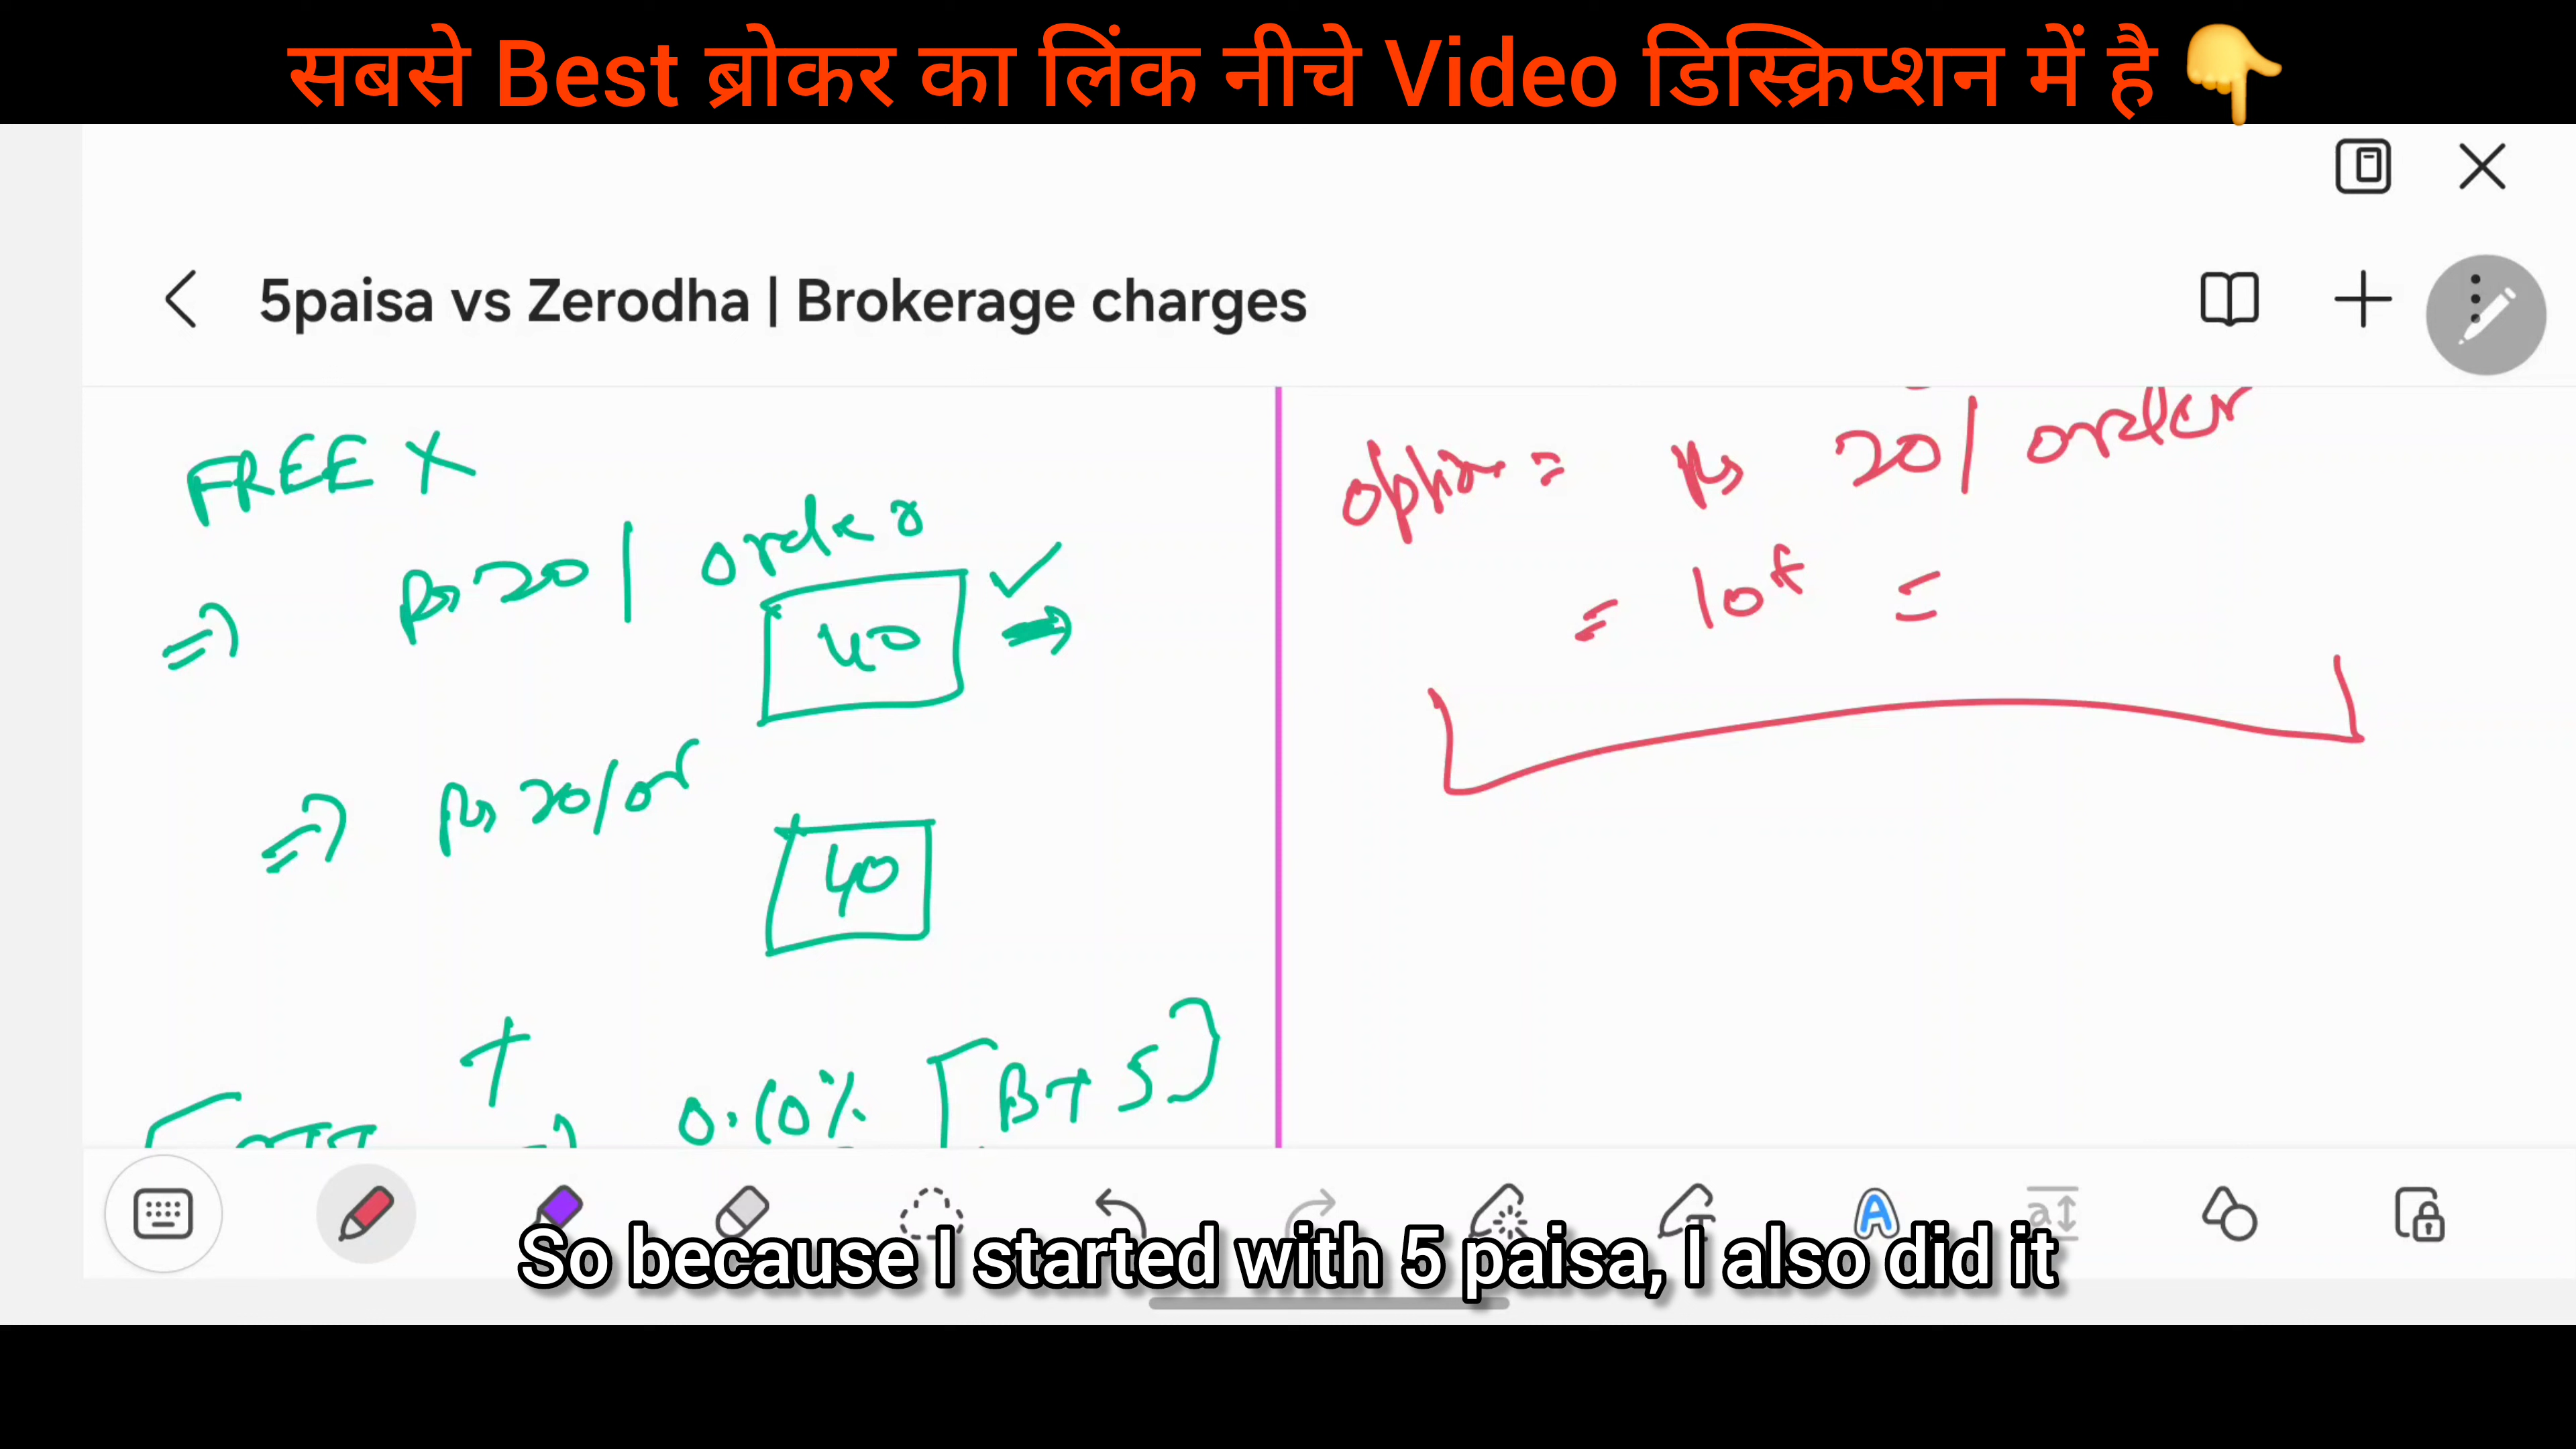 सबसे Best ब्रोकर का लिंक नीचे Video डिस्क्रिप्शन में है 👇
5paisa vs Zerodha | Brokerage charges
FREE X
⇒ Rs 20 | order
40 ✓
⇒ Rs 20/or
40
+
0.10% [B+S]
option = Rs 20/ order
= lot =
So because I started with 5 paisa, I also did it